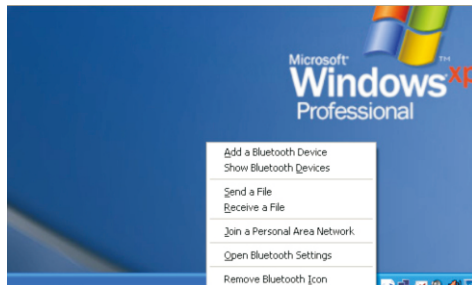 Microsoft
Windows xp
TM
Professional
Add a Bluetooth Device
Show Bluetooth Devices
Send a File
Receive a File
Join a Personal Area Network
Open Bluetooth Settings
Remove Bluetooth Icon